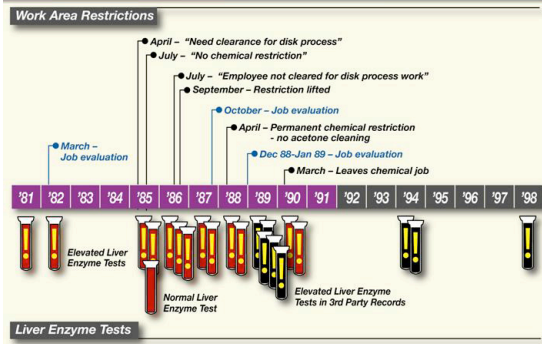 Work Area Restrictions
April – “Need clearance for disk process”
July – “No chemical restriction”
July – “Employee not cleared for disk process work”
September – Restriction lifted
October – Job evaluation
April – Permanent chemical restriction
- no acetone cleaning
March –
Job evaluation
Dec 88-Jan 89 – Job evaluation
March – Leaves chemical job
'81 '82 '83 '84 '85 '86 '87 '88 '89 '90 '91 '92 '93 '94 '95 '96 '97 '98
Elevated Liver
Enzyme Tests
Normal Liver
Enzyme Test
Elevated Liver Enzyme
Tests in 3rd Party Records
Liver Enzyme Tests